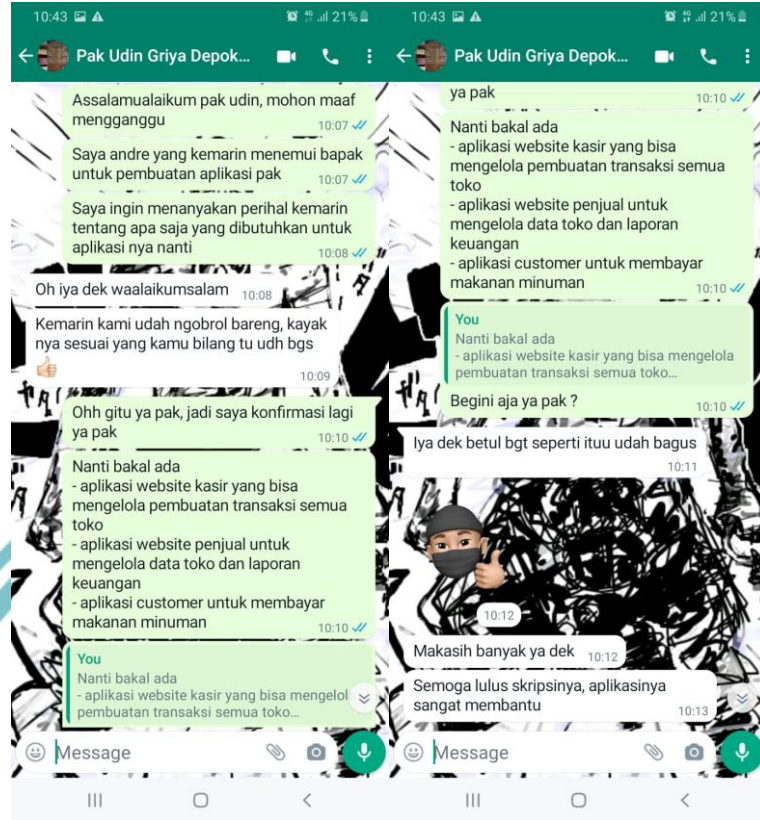 10:43
4G
21%
Pak Udin Griya Depok...
Assalamualaikum pak udin, mohon maaf
mengganggu
10:07
Saya andre yang kemarin menemui bapak
untuk pembuatan aplikasi pak
10:07
Saya ingin menanyakan perihal kemarin
tentang apa saja yang dibutuhkan untuk
aplikasi nya nanti
10:08
Oh iya dek waalaikumsalam
10:08
Kemarin kami udah ngobrol bareng, kayak
nya sesuai yang kamu bilang tu udh bgs
10:09
Ohh gitu ya pak, jadi saya konfirmasi lagi
ya pak
10:10
Nanti bakal ada
- aplikasi website kasir yang bisa
mengelola pembuatan transaksi semua
toko
- aplikasi website penjual untuk
mengelola data toko dan laporan
keuangan
- aplikasi customer untuk membayar
makanan minuman
10:10
You
Nanti bakal ada
- aplikasi website kasir yang bisa mengelol
pembuatan transaksi semua toko...
Message
10:43
4G
21%
Pak Udin Griya Depok...
ya pak
10:10
Nanti bakal ada
- aplikasi website kasir yang bisa
mengelola pembuatan transaksi semua
toko
- aplikasi website penjual untuk
mengelola data toko dan laporan
keuangan
- aplikasi customer untuk membayar
makanan minuman
10:10
You
Nanti bakal ada
- aplikasi website kasir yang bisa mengelola
pembuatan transaksi semua toko...
Begini aja ya pak ?
10:10
Iya dek betul bgt seperti ituu udah bagus
10:11
10:12
Makasih banyak ya dek
10:12
Semoga lulus skripsinya, aplikasinya
sangat membantu
10:13
Message